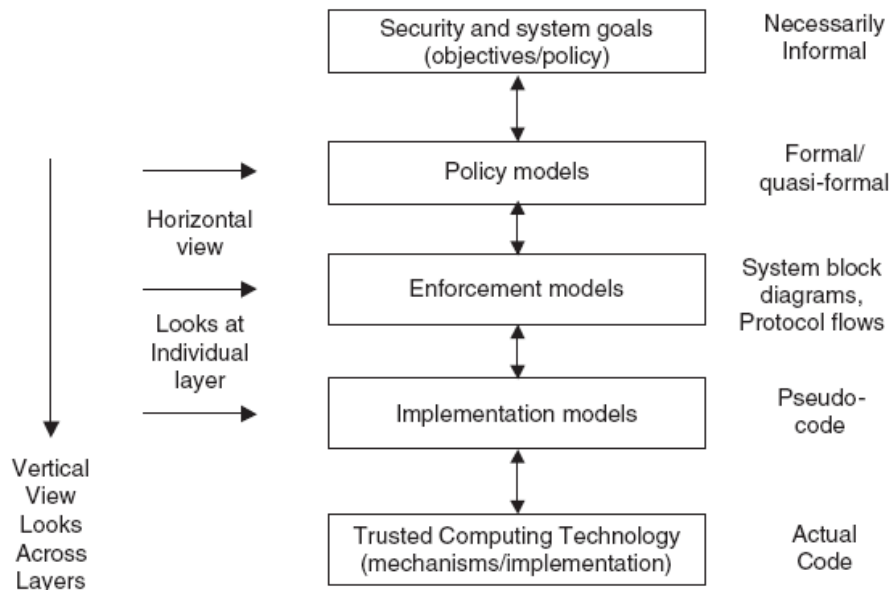 Security and system goals
(objectives/policy)
Necessarily
Informal
Policy models
Formal/
quasi-formal
Horizontal
view
Enforcement models
System block
diagrams,
Protocol flows
Looks at
Individual
layer
Implementation models
Pseudo-
code
Vertical
View
Looks
Across
Layers
Trusted Computing Technology
(mechanisms/implementation)
Actual
Code